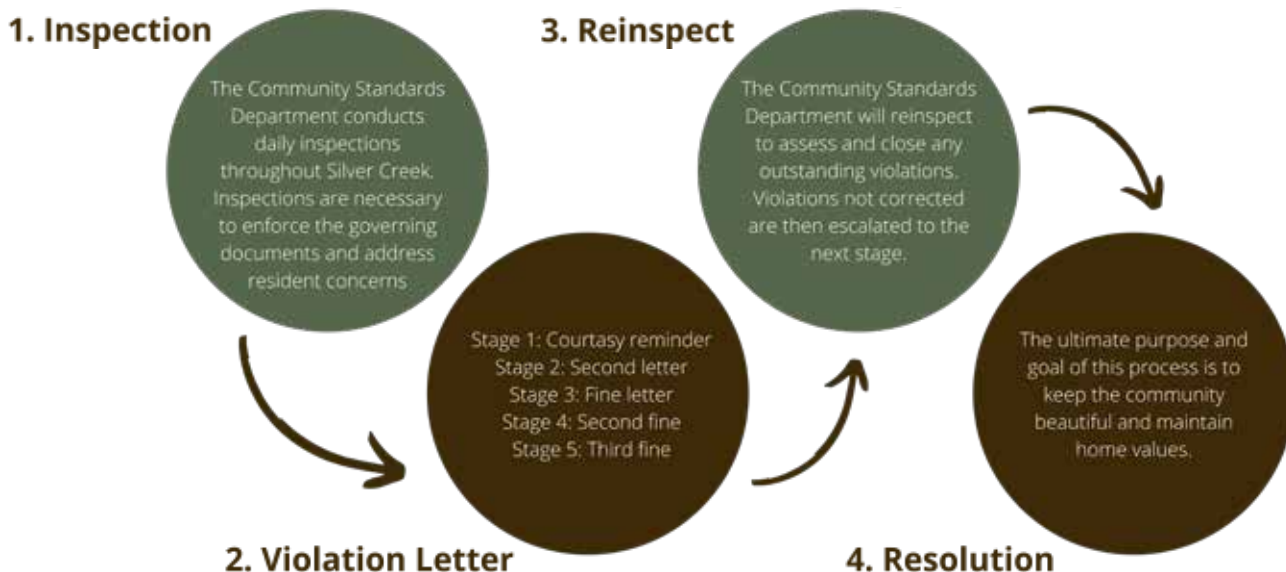 1. Inspection
The Community Standards
Department conducts
daily inspections
throughout Silver Creek.
Inspections are necessary
to enforce the governing
documents and address
resident concerns
2. Violation Letter
Stage 1: Courtasy reminder
Stage 2: Second letter
Stage 3: Fine letter
Stage 4: Second fine
Stage 5: Third fine
3. Reinspect
The Community Standards
Department will reinspect
to assess and close any
outstanding violations.
Violations not corrected
are then escalated to the
next stage.
4. Resolution
The ultimate purpose and
goal of this process is to
keep the community
beautiful and maintain
home values.